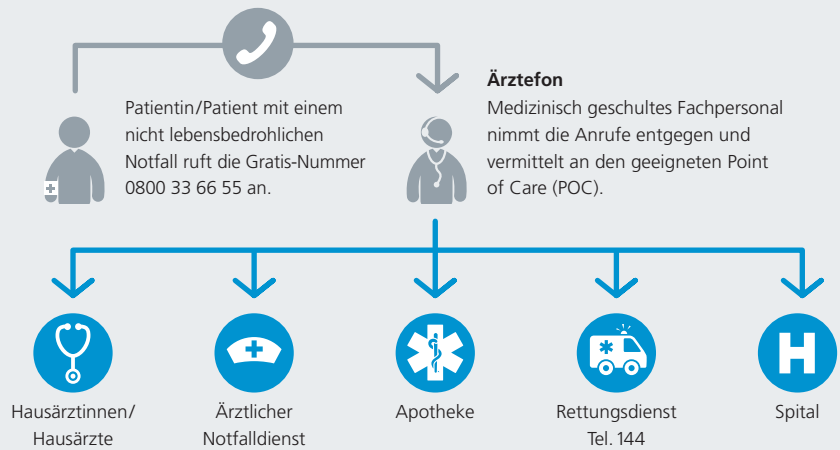 Patientin/Patient mit einem
nicht lebensbedrohlichen
Notfall ruft die Gratis-Nummer
0800 33 66 55 an.
Ärztefon
Medizinisch geschultes Fachpersonal
nimmt die Anrufe entgegen und
vermittelt an den geeigneten Point
of Care (POC).
Hausärztinnen/
Hausärzte
Ärztlicher
Notfalldienst
Apotheke
Rettungsdienst
Tel. 144
H
Spital